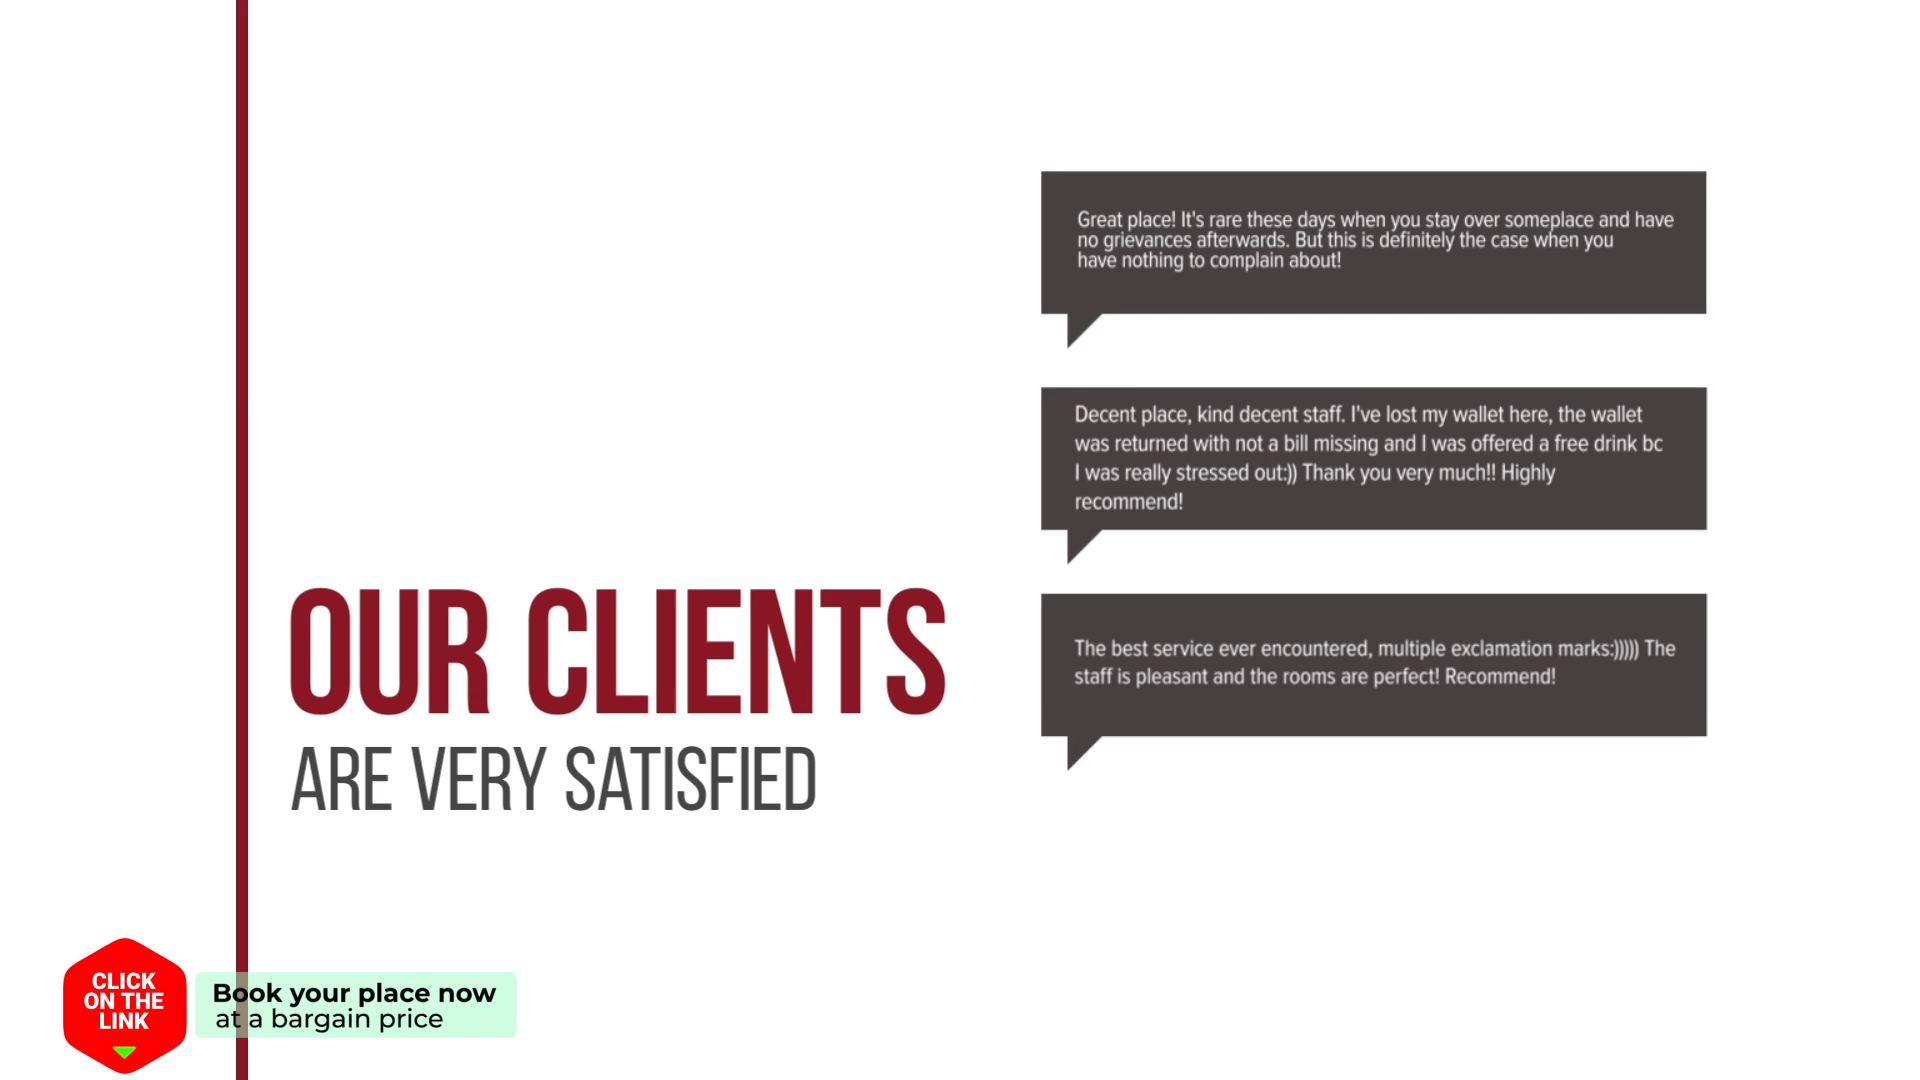 Great place! It's rare these days when you stay over someplace and have
no grievances afterwards. But this is definitely the case when you
have nothing to complain about!
Decent place, kind decent staff. I've lost my wallet here, the wallet
was returned with not a bill missing and I was offered a free drink bc
I was really stressed out:)) Thank you very much!! Highly
recommend!
OUR CLIENTS
ARE VERY SATISFIED
The best service ever encountered, multiple exclamation marks:))))) The
staff is pleasant and the rooms are perfect! Recommend!
CLICK
ON THE
LINK
Book your place now
at a bargain price